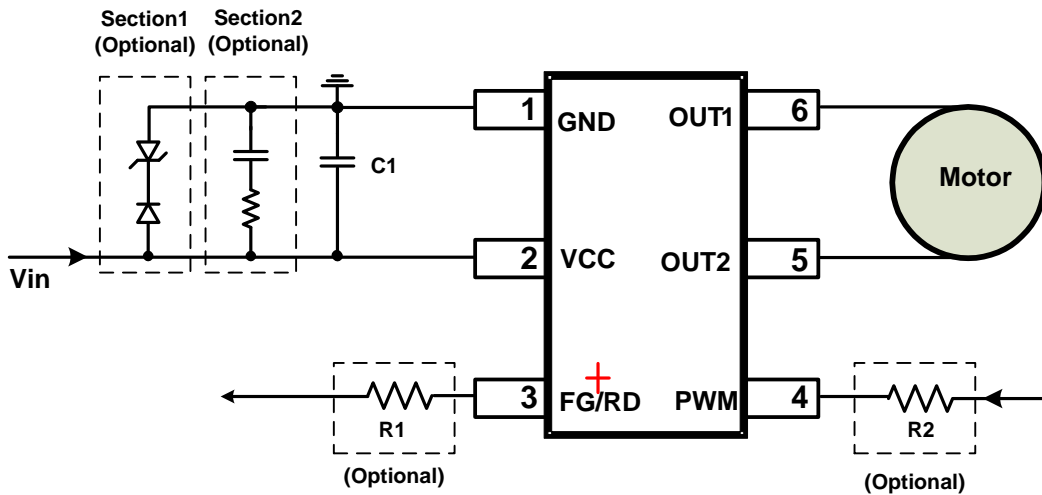 Section1
(Optional)
Section2
(Optional)
1
GND
OUT1
6
C1
Motor
Vin
2
VCC
OUT2
5
R1
(Optional)
3
FG/RD
PWM
4
R2
(Optional)